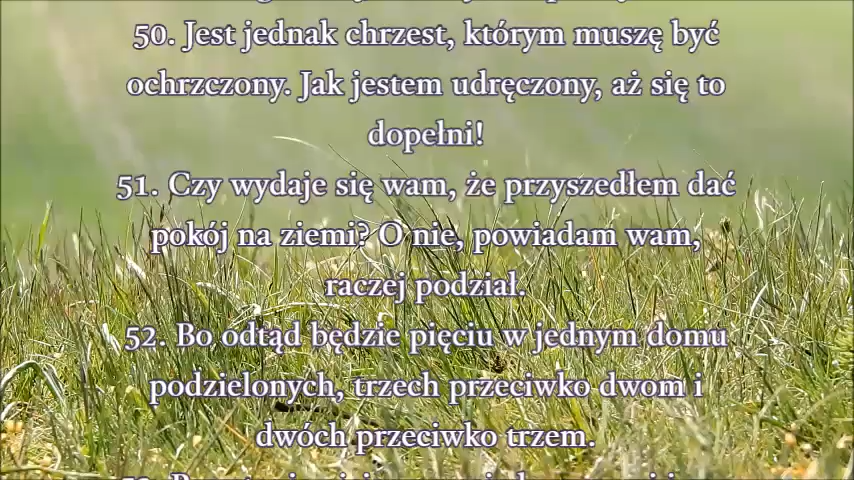 50. Jest jednak chrzest, którym muszę być
ochrzczony. Jak jestem udręczony, aż się to
dopełni!
51. Czy wydaje się wam, że przyszedłem dać
pokój na ziemi? O nie, powiadam wam,
raczej podział.
52. Bo odtąd będzie pięciu w jednym domu
podzielonych, trzech przeciwko dwom i
dwóch przeciwko trzem.